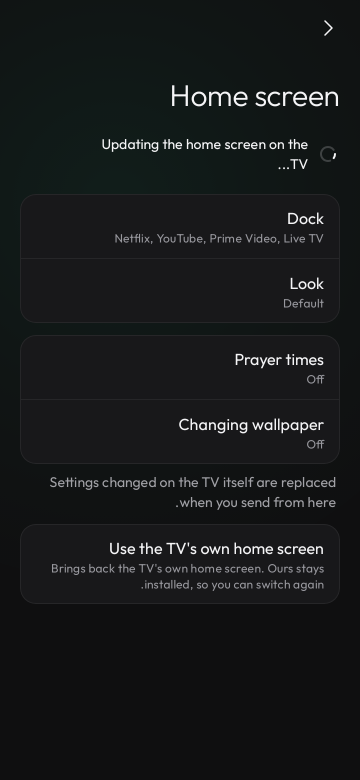 Home screen
Updating the home screen on the
TV...
Dock
Netflix, YouTube, Prime Video, Live TV
Look
Default
Prayer times
Off
Changing wallpaper
Off
Settings changed on the TV itself are replaced
when you send from here.
Use the TV's own home screen
Brings back the TV's own home screen. Ours stays
installed, so you can switch again.